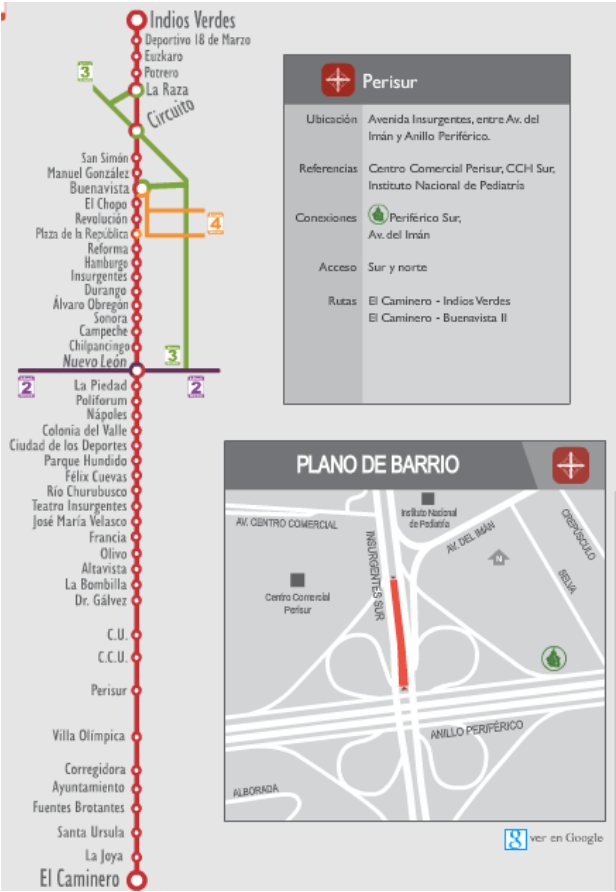 Indios Verdes
Deportivo 18 de Marzo
Euzkaro
Potrero
La Raza
Circuito
3
San Simón
Manuel González
Buenavista
El Chopo
Revolución
Plaza de la República
Reforma
Hamburgo
Insurgentes
Durango
Álvaro Obregón
Sonora
Campeche
Chilpancingo
Nuevo León
4
3
2
2
La Piedad
Poliforum
Nápoles
Colonia del Valle
Ciudad de los Deportes
Parque Hundido
Félix Cuevas
Río Churubusco
Teatro Insurgentes
José María Velasco
Francia
Olivo
Altavista
La Bombilla
Dr. Gálvez
C.U.
C.C.U.
Perisur
Villa Olímpica
Corregidora
Ayuntamiento
Fuentes Brotantes
Santa Ursula
La Joya
El Caminero
Perisur
Ubicación Avenida Insurgentes, entre Av. del
Imán y Anillo Periférico.
Referencias Centro Comercial Perisur, CCH Sur,
Instituto Nacional de Pediatría
Conexiones Periférico Sur,
Av. del Imán
Acceso Sur y norte
Rutas El Caminero - Indios Verdes
El Caminero - Buenavista II
PLANO DE BARRIO
Instituto Nacional
de Pediatría
AV. CENTRO COMERCIAL
INSURGENTES SUR
AV. DEL IMÁN
CREPÚSCULO
N
SELVA
Centro Comercial
Perisur
ANILLO PERIFÉRICO
ALBORADA
g ver en Google